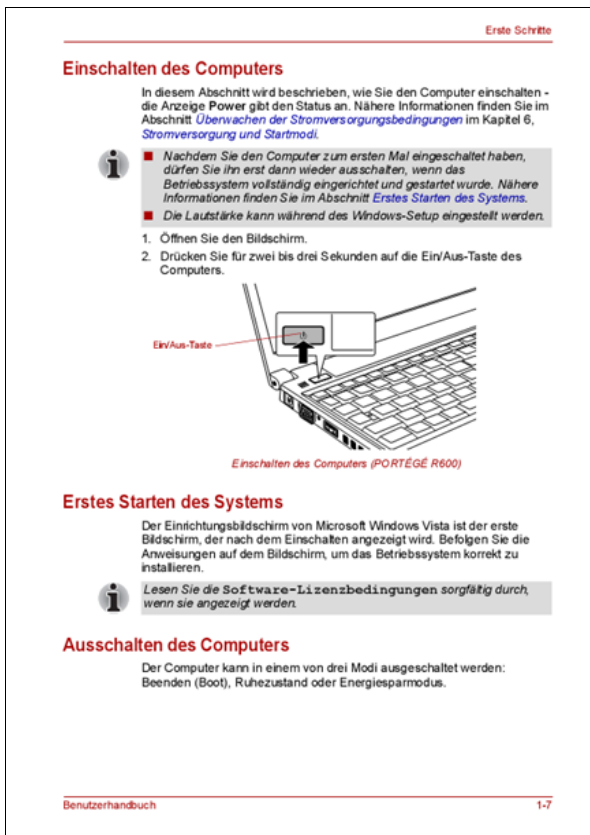 Erste Schritte
Einschalten des Computers
In diesem Abschnitt wird beschrieben, wie Sie den Computer einschalten -
die Anzeige Power gibt den Status an. Nähere Informationen finden Sie im
Abschnitt Überwachen der Stromversorgungsbedingungen im Kapitel 6,
Stromversorgung und Startmodi.
■ Nachdem Sie den Computer zum ersten Mal eingeschaltet haben,
dürfen Sie ihn erst dann wieder ausschalten, wenn das
Betriebssystem vollständig eingerichtet und gestartet wurde. Nähere
Informationen finden Sie im Abschnitt Erstes Starten des Systems.
■ Die Lautstärke kann während des Windows-Setup eingestellt werden.
1. Öffnen Sie den Bildschirm.
2. Drücken Sie für zwei bis drei Sekunden auf die Ein/Aus-Taste des
Computers.
Ein/Aus-Taste
Einschalten des Computers (PORTÉGÉ R600)
Erstes Starten des Systems
Der Einrichtungsbildschirm von Microsoft Windows Vista ist der erste
Bildschirm, der nach dem Einschalten angezeigt wird. Befolgen Sie die
Anweisungen auf dem Bildschirm, um das Betriebssystem korrekt zu
installieren.
Lesen Sie die Software-Lizenzbedingungen sorgfältig durch,
wenn sie angezeigt werden.
Ausschalten des Computers
Der Computer kann in einem von drei Modi ausgeschaltet werden:
Beenden (Boot), Ruhezustand oder Energiesparmodus.
Benutzerhandbuch 1-7